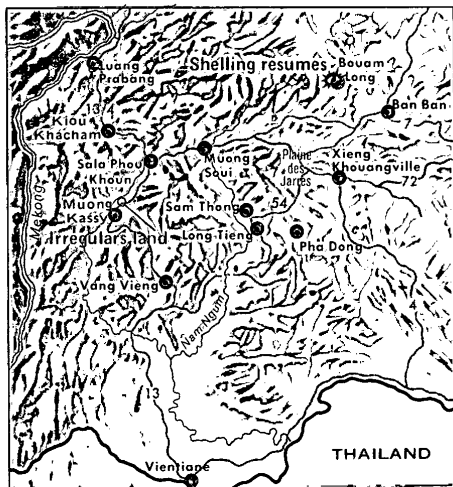 Luang
Prabang
Shelling resumes
Bouam
Long
Ban Ban
7
13
Kiou
Khacham
Sala Phou
Khoun
Muong
Soui
7
Plaine
des
Jarres
Xieng
Khouangville
72
Mekong
Muong
Kassy
Sam Thong
54
Irregulars land
Long Tieng
Pha Dong
Vang Vieng
Nam Ngum
13
THAILAND
Vientiane